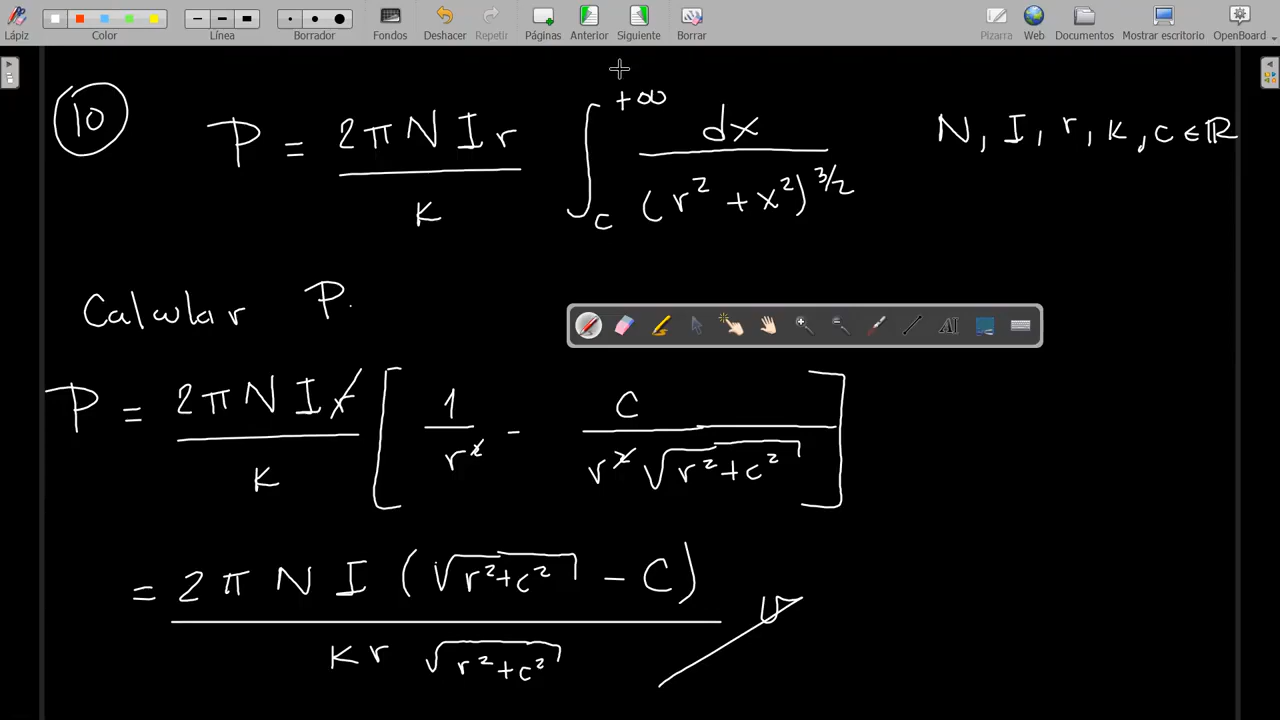 Lápiz Color Línea Borrador Fondos Deshacer Repetir Páginas Anterior Siguiente Borrar Pizarra Web Documentos Mostrar escritorio OpenBoard
10 P = 2πNIr / k ∫_c^{+∞} dx / (r² + x²)^{3/2} N, I, r, k, c ∈ ℝ
Calcular P.
P = 2πNIr / k [ 1 / r² - c / r² √(r²+c²) ]
= 2πNI (√(r²+c²) - c) / kr √(r²+c²)